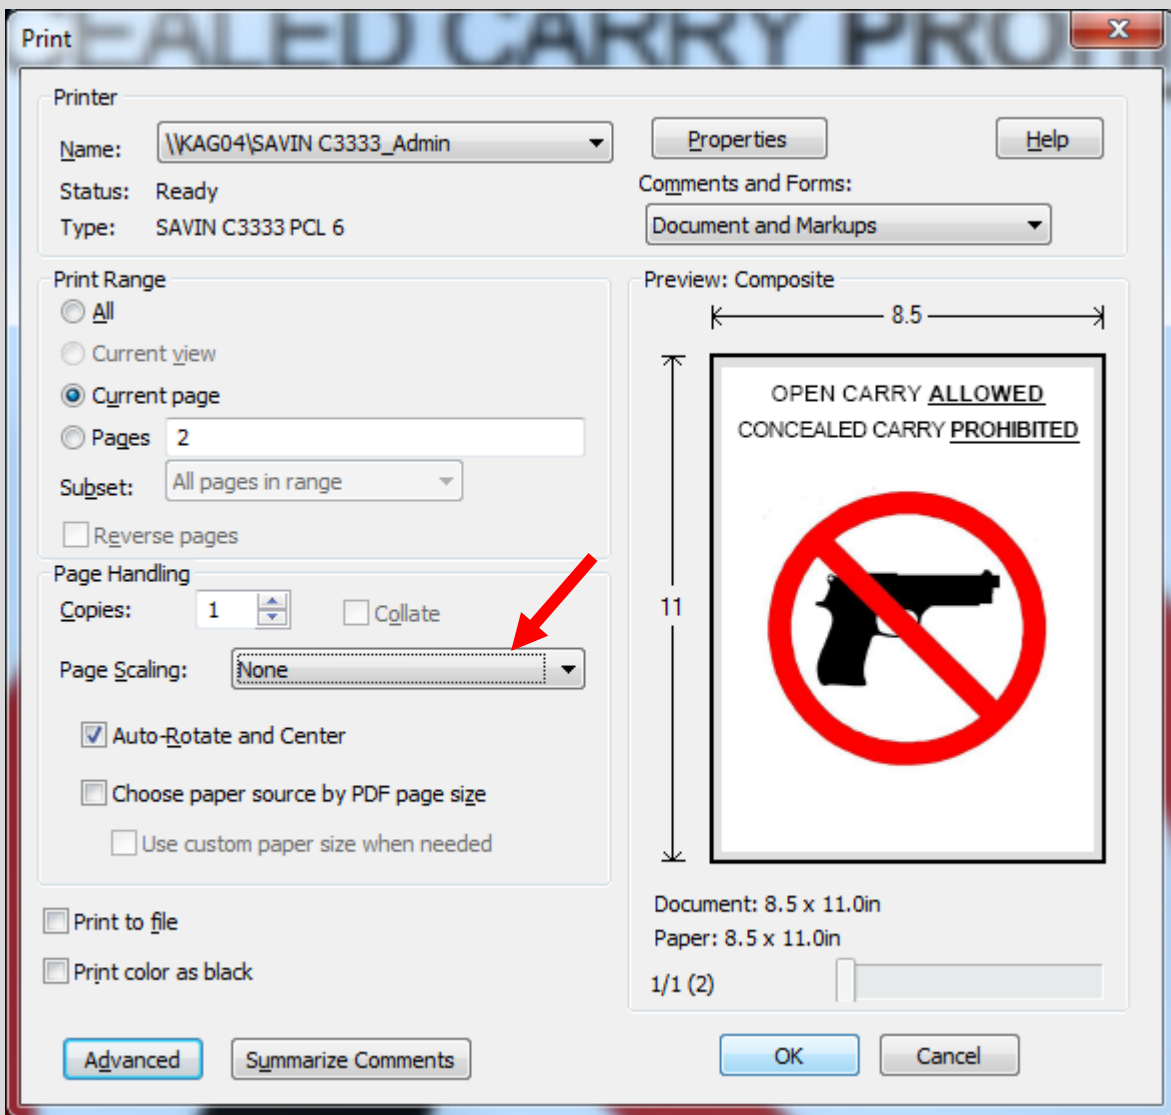 CEALED CARRY PROH
Print
Printer
Name: \\KAG04\SAVIN C3333_Admin
Properties
Help
Status: Ready
Comments and Forms:
Type: SAVIN C3333 PCL 6
Document and Markups
Print Range
All
Current view
Current page
Pages 2
Subset: All pages in range
Reverse pages
Page Handling
Copies: 1
Collate
Page Scaling: None
Auto-Rotate and Center
Choose paper source by PDF page size
Use custom paper size when needed
Print to file
Print color as black
Advanced
Summarize Comments
Preview: Composite
8.5
11
OPEN CARRY ALLOWED
CONCEALED CARRY PROHIBITED
Document: 8.5 x 11.0in
Paper: 8.5 x 11.0in
1/1 (2)
OK
Cancel